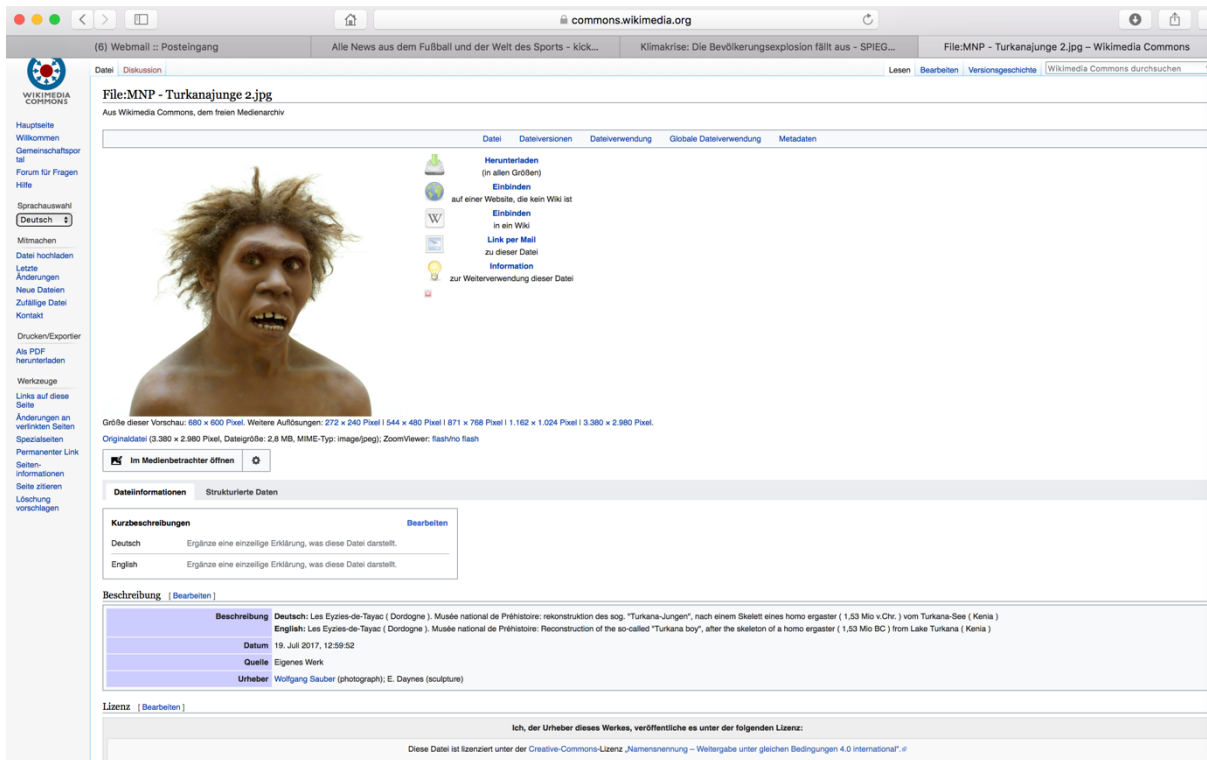 commons.wikimedia.org
(6) Webmail :: Posteingang
Alle News aus dem Fußball und der Welt des Sports - kick...
Klimakrise: Die Bevölkerungsexplosion fällt aus - SPIEG...
File:MNP - Turkanajunge 2.jpg – Wikimedia Commons
WIKIMEDIA
COMMONS
Hauptseite
Willkommen
Gemeinschaftspor
tal
Forum für Fragen
Hilfe
Sprachauswahl
Deutsch
Mitmachen
Datei hochladen
Letzte
Änderungen
Neue Dateien
Zufällige Datei
Kontakt
Drucken/Exportier
Als PDF
herunterladen
Werkzeuge
Links auf diese
Seite
Änderungen an
verlinkten Seiten
Spezialseiten
Permanenter Link
Seiten-
informationen
Seite zitieren
Löschung
vorschlagen
Datei Diskussion
Lesen Bearbeiten Versionsgeschichte Wikimedia Commons durchsuchen
File:MNP - Turkanajunge 2.jpg
Aus Wikimedia Commons, dem freien Medienarchiv
Datei Dateiversionen Dateiverwendung Globale Dateiverwendung Metadaten
Herunterladen
(in allen Größen)
Einbinden
auf einer Website, die kein Wiki ist
W
Einbinden
in ein Wiki
Link per Mail
zu dieser Datei
Information
zur Weiterverwendung dieser Datei
Größe dieser Vorschau: 680 × 600 Pixel. Weitere Auflösungen: 272 × 240 Pixel | 544 × 480 Pixel | 871 × 768 Pixel | 1.162 × 1.024 Pixel | 3.380 × 2.980 Pixel.
Originaldatei (3.380 × 2.980 Pixel, Dateigröße: 2,8 MB, MIME-Typ: image/jpeg); ZoomViewer: flash/no flash
Im Medienbetrachter öffnen
Dateiinformationen Strukturierte Daten
Kurzbeschreibungen Bearbeiten
Deutsch Ergänze eine einzeilige Erklärung, was diese Datei darstellt.
English Ergänze eine einzeilige Erklärung, was diese Datei darstellt.
Beschreibung [ Bearbeiten ]
Beschreibung Deutsch: Les Eyzies-de-Tayac ( Dordogne ). Musée national de Préhistoire: rekonstruktion des sog. "Turkana-Jungen", nach einem Skelett eines homo ergaster ( 1,53 Mio v.Chr. ) vom Turkana-See ( Kenia )
English: Les Eyzies-de-Tayac ( Dordogne ). Musée national de Préhistoire: Reconstruction of the so-called "Turkana boy", after the skeleton of a homo ergaster ( 1,53 Mio BC ) from Lake Turkana ( Kenia )
Datum 19. Juli 2017, 12:59:52
Quelle Eigenes Werk
Urheber Wolfgang Sauber (photograph); E. Daynes (sculpture)
Lizenz [ Bearbeiten ]
Ich, der Urheber dieses Werkes, veröffentliche es unter der folgenden Lizenz:
Diese Datei ist lizenziert unter der Creative-Commons-Lizenz „Namensnennung – Weitergabe unter gleichen Bedingungen 4.0 international“.